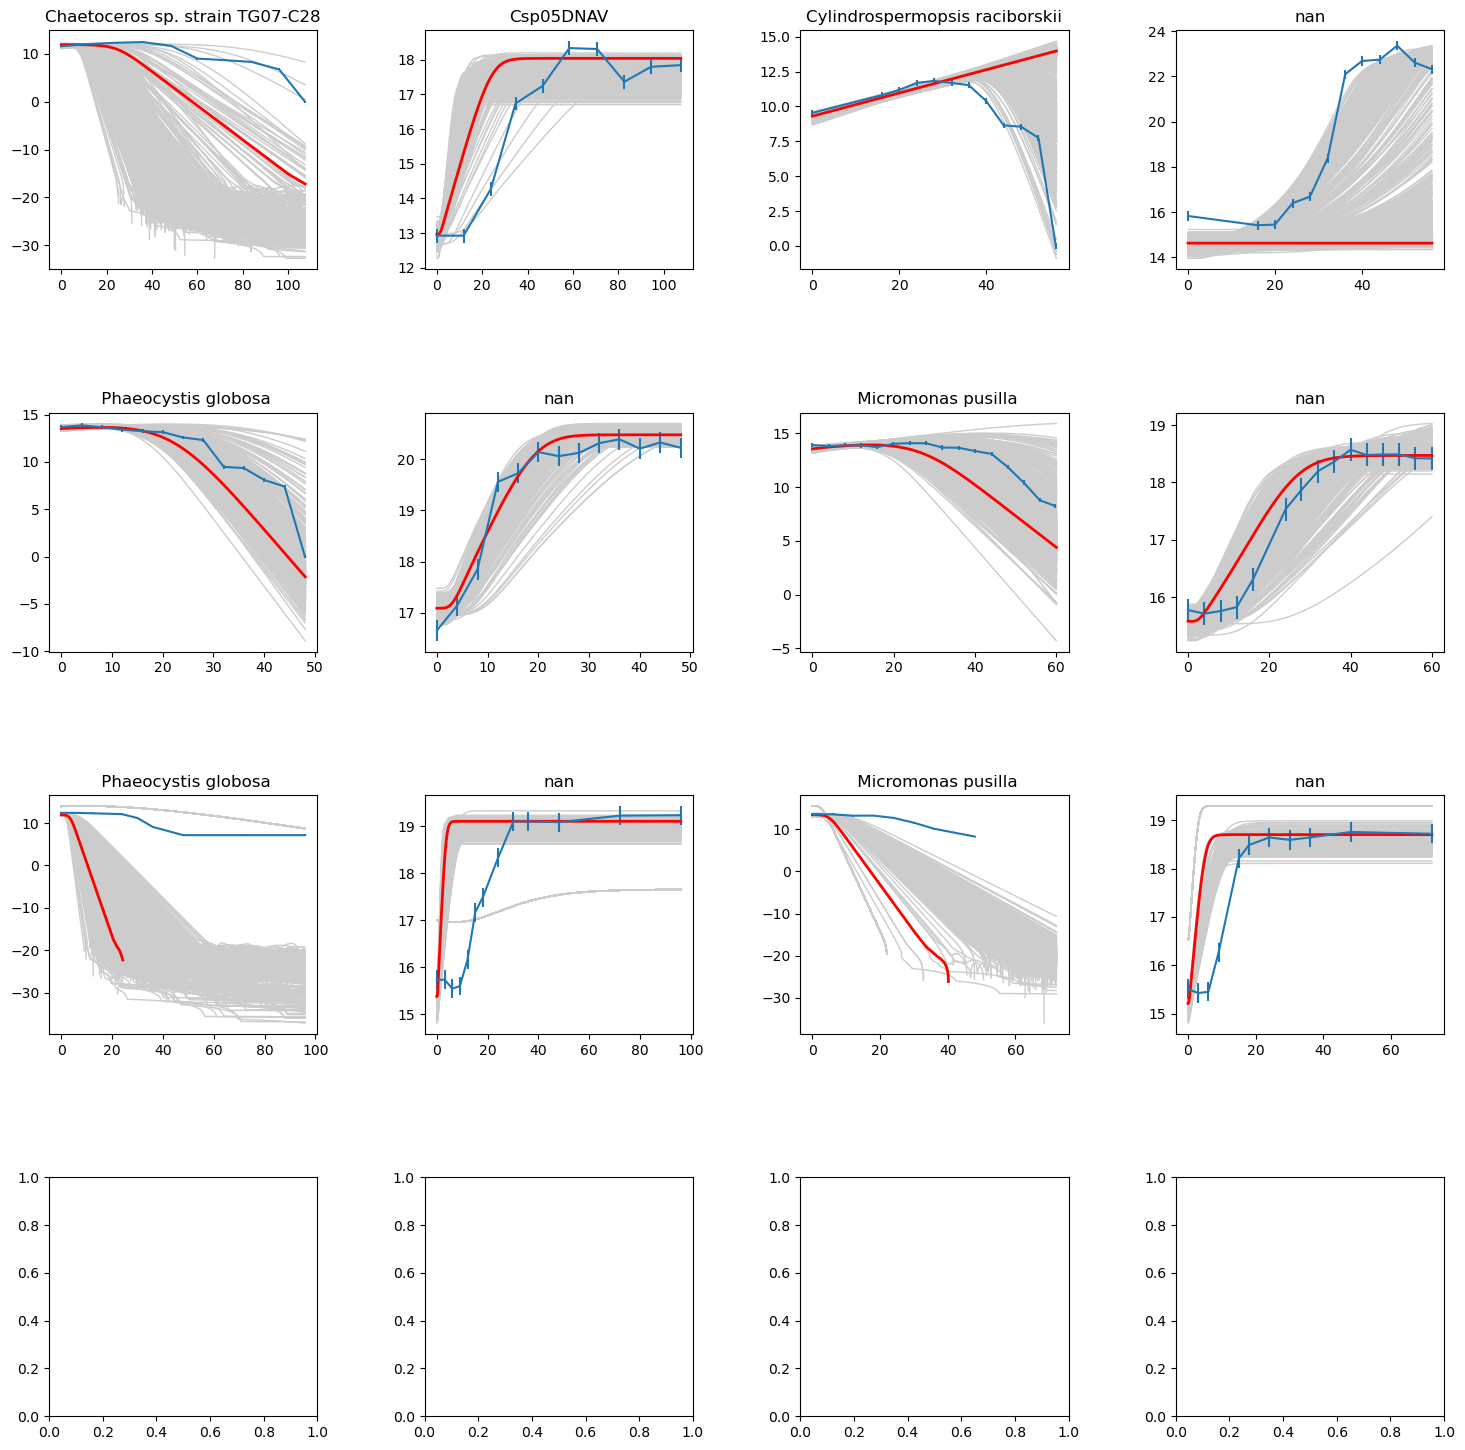 Chaetoceros sp. strain TG07-C28 Csp05DNAV Cylindrospermopsis raciborskii nan
10 0 −10 −20 −30
0 20 40 60 80 100
18 17 16 15 14 13 12
0 20 40 60 80 100
15.0 12.5 10.0 7.5 5.0 2.5 0.0
0 20 40
24 22 20 18 16 14
0 20 40
Phaeocystis globosa nan Micromonas pusilla nan
15 10 5 0 −5 −10
0 10 20 30 40 50
20 19 18 17
0 10 20 30 40 50
15 10 5 0 −5
0 20 40 60
19 18 17 16
0 20 40 60
Phaeocystis globosa nan Micromonas pusilla nan
10 0 −10 −20 −30
0 20 40 60 80 100
19 18 17 16 15
0 20 40 60 80 100
10 0 −10 −20 −30
0 20 40 60
19 18 17 16 15
0 20 40 60
1.0 0.8 0.6 0.4 0.2 0.0
0.0 0.2 0.4 0.6 0.8 1.0
1.0 0.8 0.6 0.4 0.2 0.0
0.0 0.2 0.4 0.6 0.8 1.0
1.0 0.8 0.6 0.4 0.2 0.0
0.0 0.2 0.4 0.6 0.8 1.0
1.0 0.8 0.6 0.4 0.2 0.0
0.0 0.2 0.4 0.6 0.8 1.0